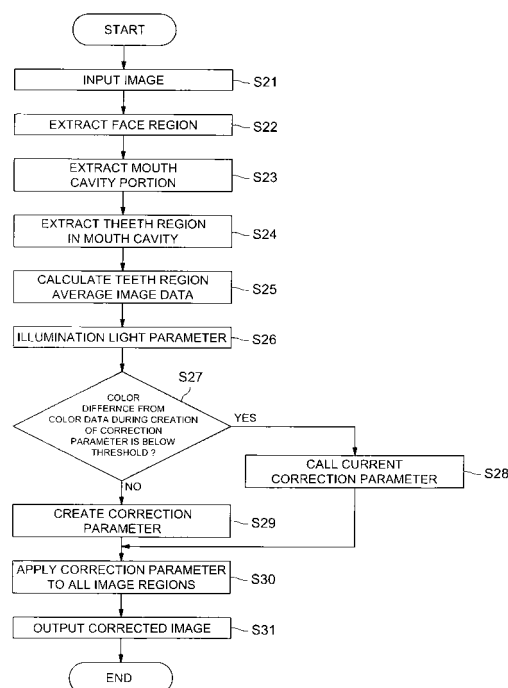 START
INPUT IMAGE
S21
EXTRACT FACE REGION
S22
EXTRACT MOUTH
CAVITY PORTION
S23
EXTRACT THEETH REGION
IN MOUTH CAVITY
S24
CALCULATE TEETH REGION
AVERAGE IMAGE DATA
S25
ILLUMINATION LIGHT PARAMETER
S26
S27
COLOR
DIFFERNCE FROM
COLOR DATA DURING CREATION
OF CORRECTION
PARAMETER IS BELOW
THRESHOLD ?
YES
CALL CURRENT
CORRECTION PARAMETER
S28
NO
CREATE CORRECTION
PARAMETER
S29
APPLY CORRECTION PARAMETER
TO ALL IMAGE REGIONS
S30
OUTPUT CORRECTED IMAGE
S31
END